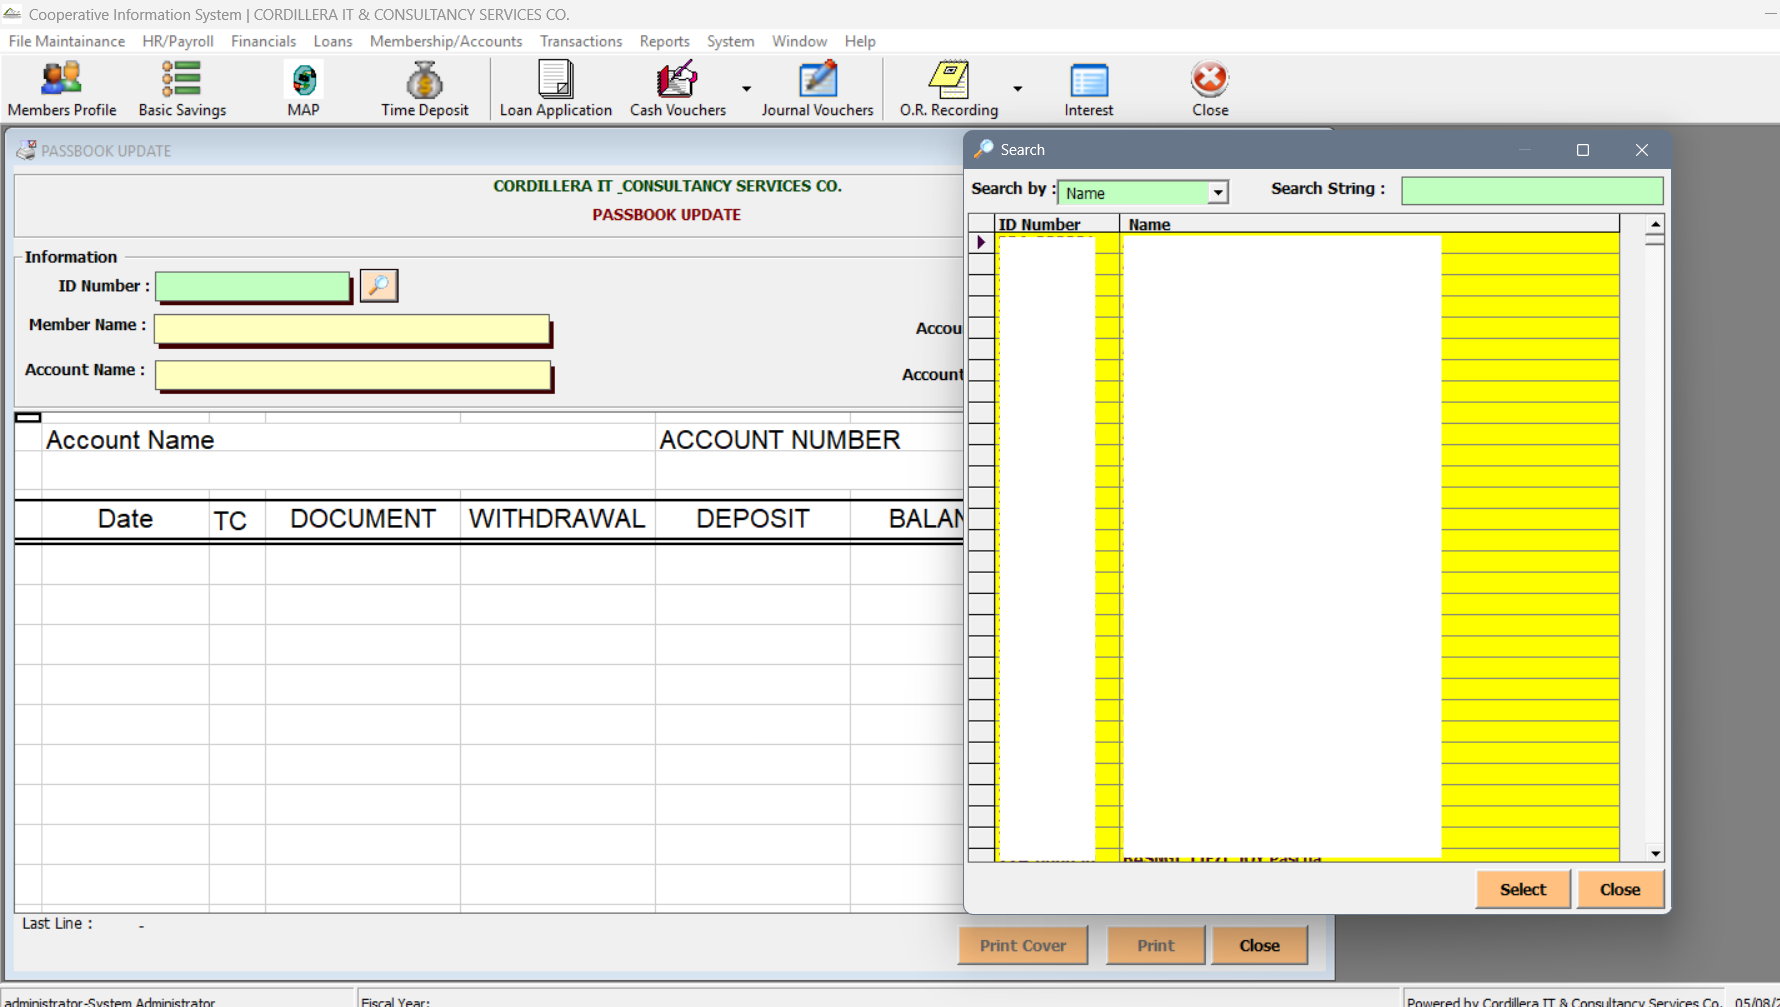 Cooperative Information System | CORDILLERA IT & CONSULTANCY SERVICES CO.
File Maintainance HR/Payroll Financials Loans Membership/Accounts Transactions Reports System Window Help
Members Profile Basic Savings MAP Time Deposit Loan Application Cash Vouchers Journal Vouchers O.R. Recording Interest Close
PASSBOOK UPDATE
CORDILLERA IT _CONSULTANCY SERVICES CO.
PASSBOOK UPDATE
Information
ID Number :
Member Name :
Accou
Account Name :
Account
Account Name ACCOUNT NUMBER
Date TC DOCUMENT WITHDRAWAL DEPOSIT BALAN
Last Line : -
Print Cover Print Close
Search
Search by : Name Search String :
ID Number Name
Select Close
administrator-System Administrator Fiscal Year: Powered by Cordillera IT & Consultancy Services Co. 05/08/2